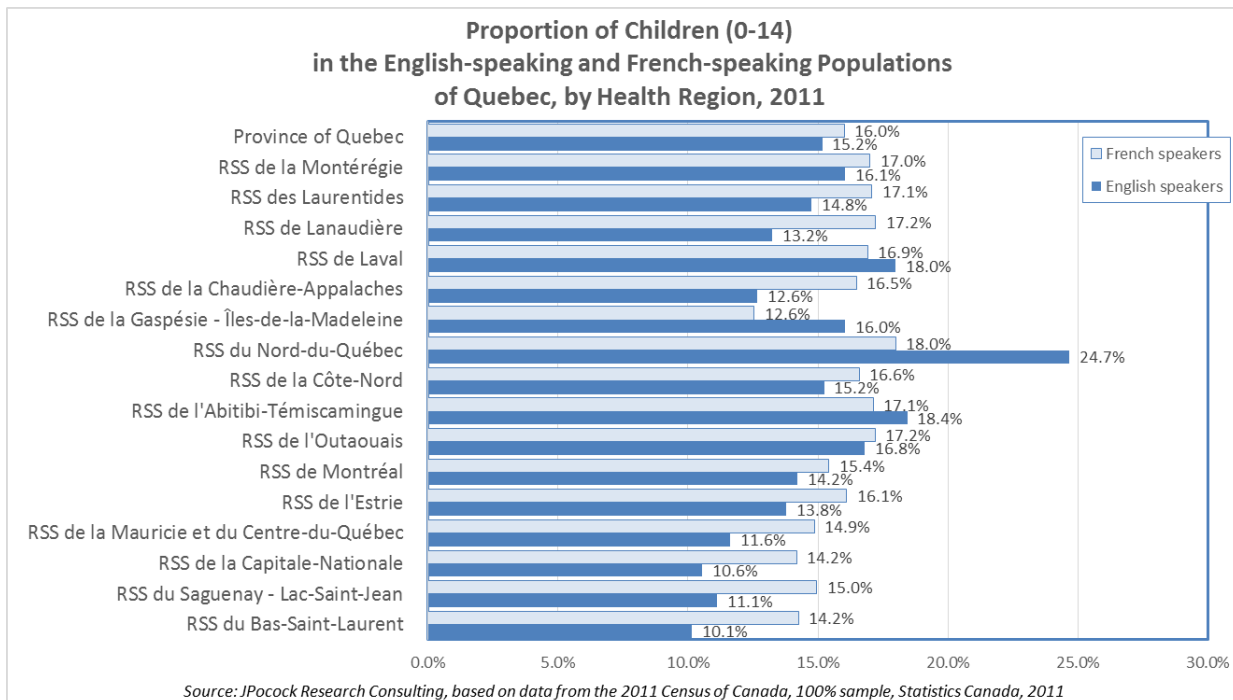 Proportion of Children (0-14)
in the English-speaking and French-speaking Populations
of Quebec, by Health Region, 2011
Province of Quebec
16.0%
15.2%
RSS de la Montérégie
17.0%
16.1%
RSS des Laurentides
17.1%
14.8%
RSS de Lanaudière
17.2%
13.2%
RSS de Laval
16.9%
18.0%
RSS de la Chaudière-Appalaches
16.5%
12.6%
RSS de la Gaspésie - Îles-de-la-Madeleine
12.6%
16.0%
RSS du Nord-du-Québec
18.0%
24.7%
RSS de la Côte-Nord
16.6%
15.2%
RSS de l'Abitibi-Témiscamingue
17.1%
18.4%
RSS de l'Outaouais
17.2%
16.8%
RSS de Montréal
15.4%
14.2%
RSS de l'Estrie
16.1%
13.8%
RSS de la Mauricie et du Centre-du-Québec
14.9%
11.6%
RSS de la Capitale-Nationale
14.2%
10.6%
RSS du Saguenay - Lac-Saint-Jean
15.0%
11.1%
RSS du Bas-Saint-Laurent
14.2%
10.1%
French speakers
English speakers
0.0% 5.0% 10.0% 15.0% 20.0% 25.0% 30.0%
Source: JPocock Research Consulting, based on data from the 2011 Census of Canada, 100% sample, Statistics Canada, 2011